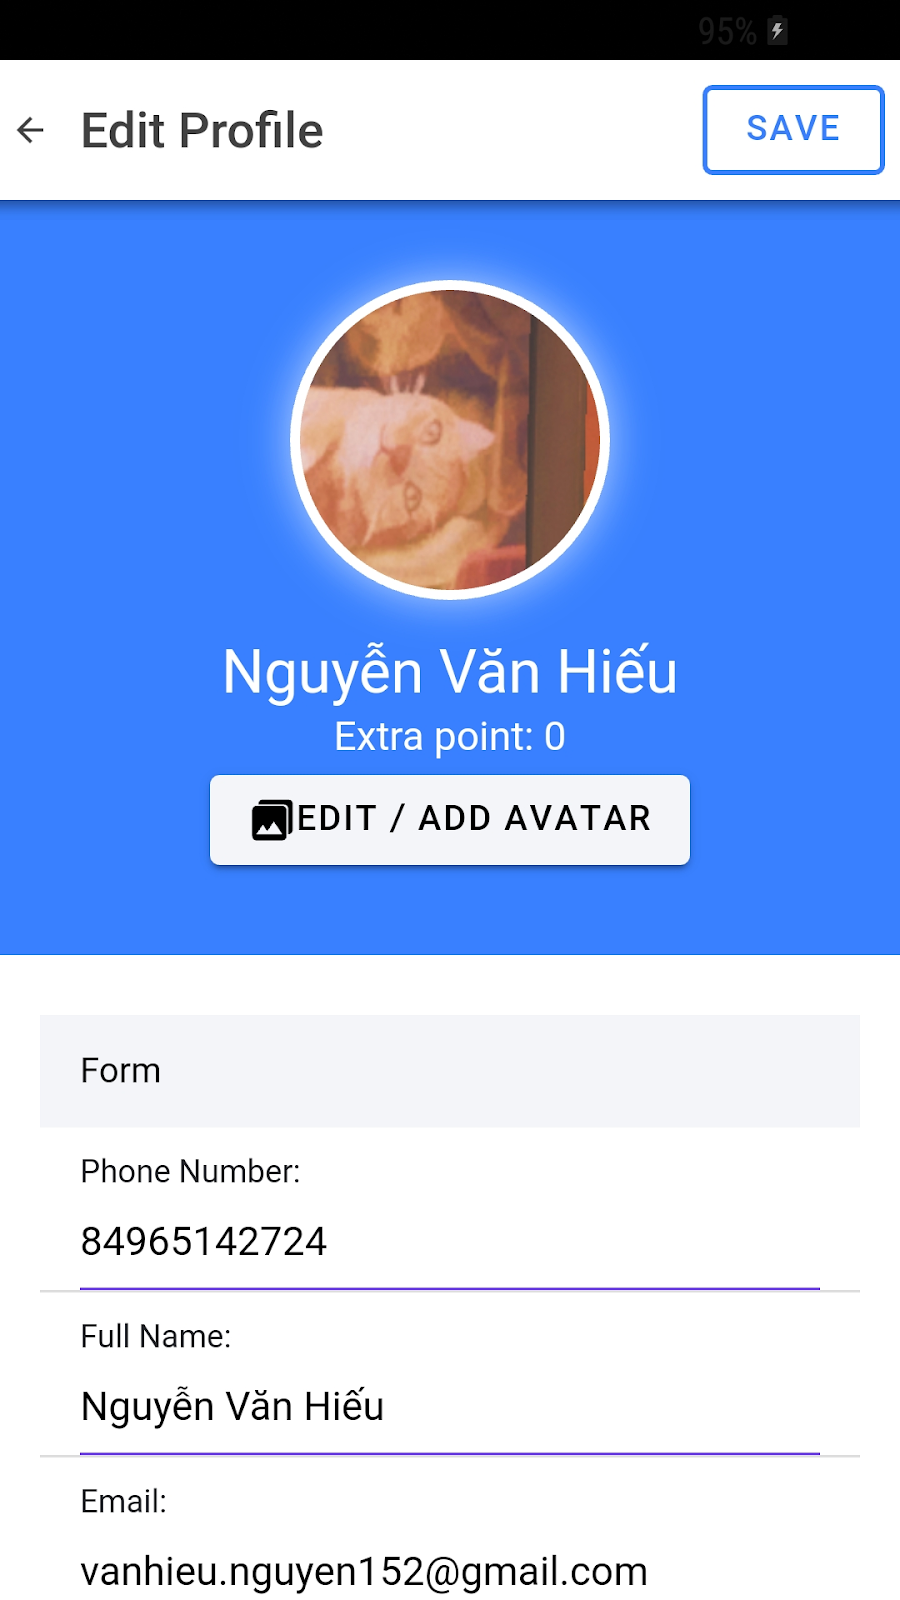 95%
Edit Profile
SAVE
Nguyễn Văn Hiếu
Extra point: 0
EDIT / ADD AVATAR
Form
Phone Number:
84965142724
Full Name:
Nguyễn Văn Hiếu
Email:
vanhieu.nguyen152@gmail.com